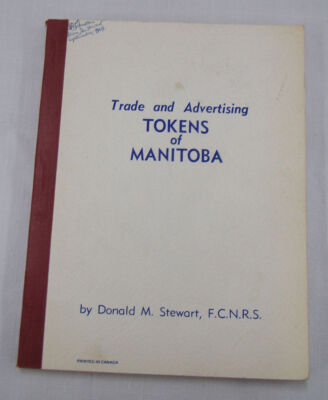 Trade and Advertising
TOKENS
of
MANITOBA
by Donald M. Stewart, F.C.N.R.S.
PRINTED IN CANADA